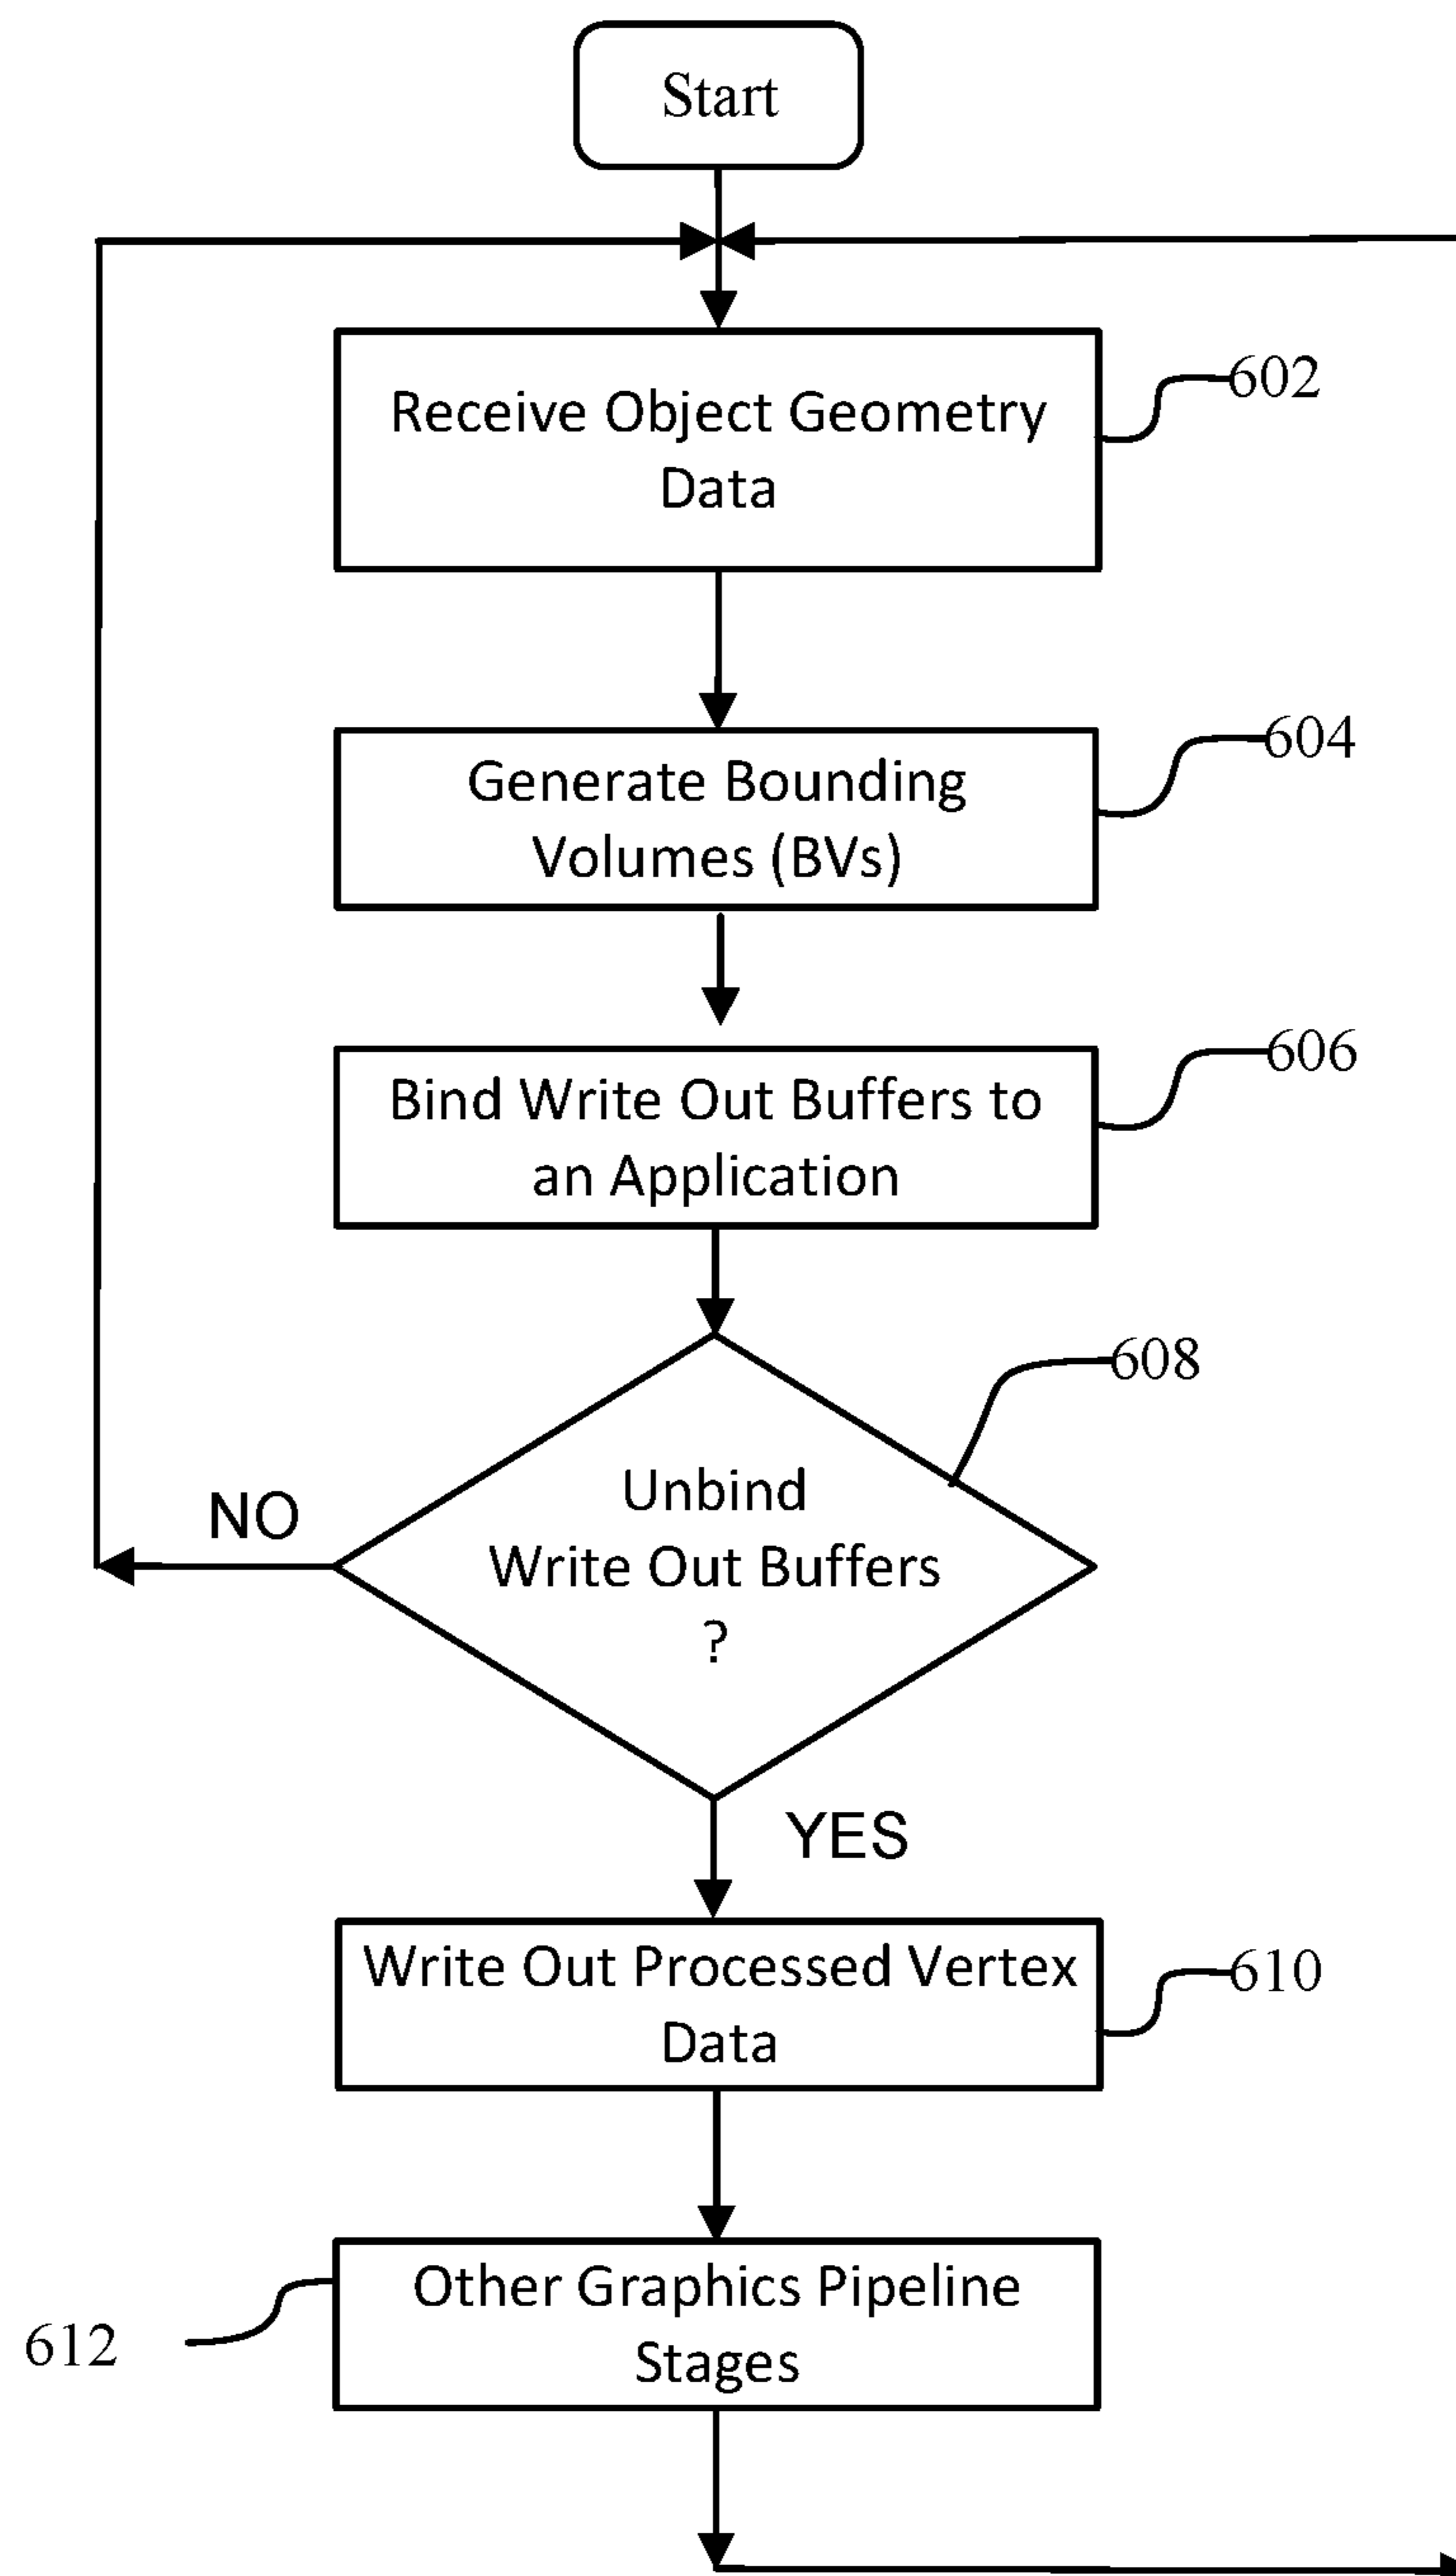 Start
Receive Object Geometry
Data
602
Generate Bounding
Volumes (BVs)
604
Bind Write Out Buffers to
an Application
606
608
Unbind
Write Out Buffers
?
NO
YES
Write Out Processed Vertex
Data
610
Other Graphics Pipeline
Stages
612